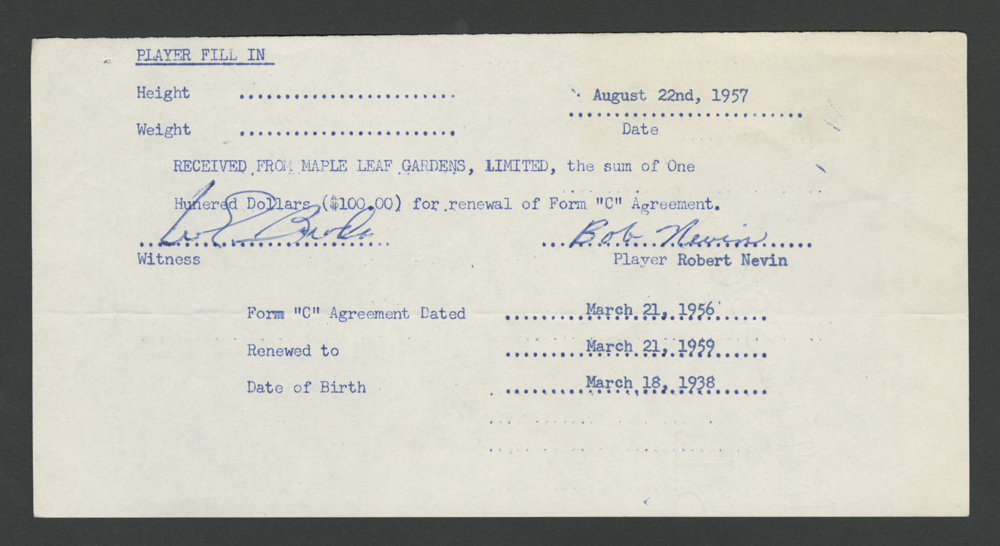 PLAYER FILL IN
Height ............................
August 22nd, 1957
Weight ............................
Date
RECEIVED FROM MAPLE LEAF GARDENS, LIMITED, the sum of One
Hunered Dollars ($100.00) for renewal of Form "C" Agreement.
Broda
Bob Nevin
Witness
Player Robert Nevin
Form "C" Agreement Dated March 21, 1956
Renewed to March 21, 1959
Date of Birth March 18, 1938